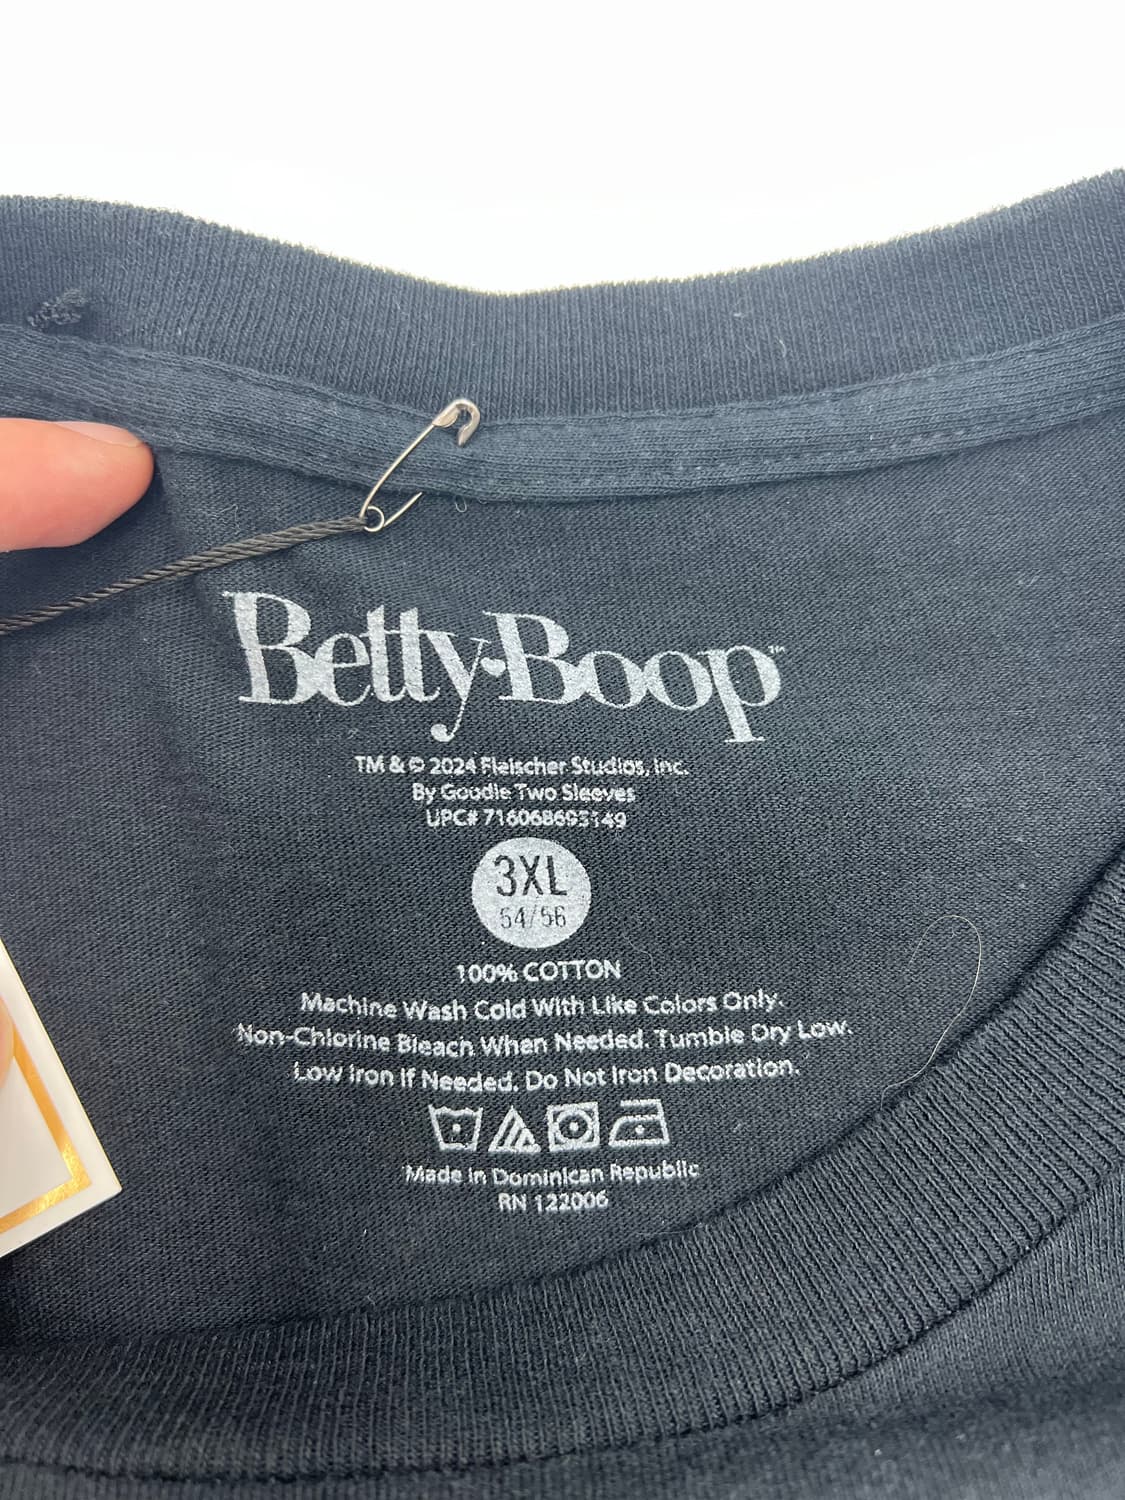 Betty Boop™
TM & © 2024 Fleischer Studios, Inc.
By Goodie Two Sleeves
UPC# 716068693149
3XL
54/56
100% COTTON
Machine Wash Cold With Like Colors Only.
Non-Chlorine Bleach When Needed. Tumble Dry Low.
Low Iron If Needed. Do Not Iron Decoration.
Made In Dominican Republic
RN 122006